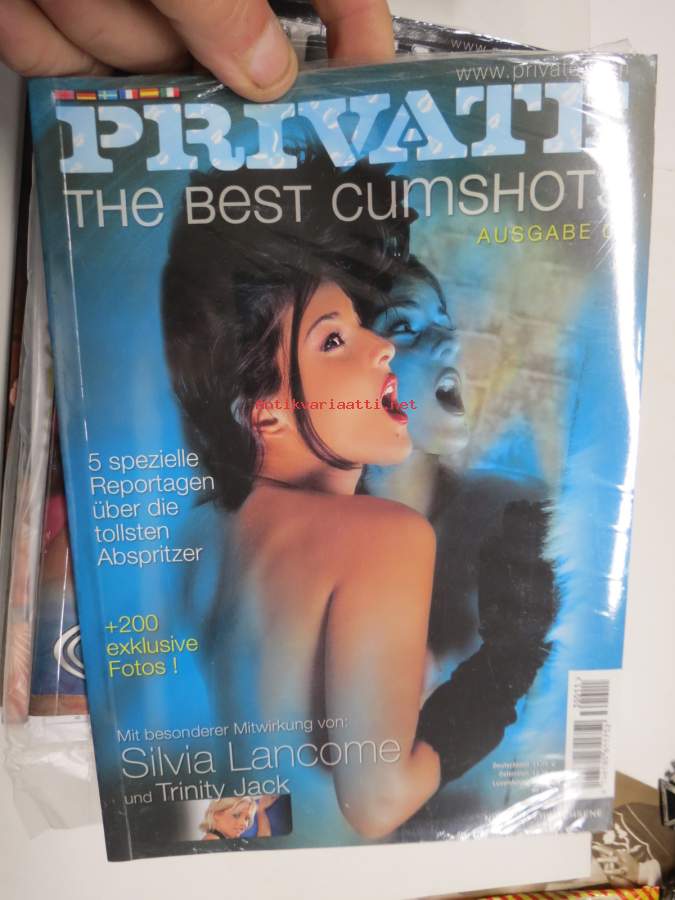 www.private
PRIVATE
THE BEST CUMSHOTS
AUSGABE
antikvariaatti.net
5 spezielle
Reportagen
über die
tollsten
Abspritzer
+200
exklusive
Fotos !
Mit besonderer Mitwirkung von:
Silvia Lancome
und Trinity Jack
Deutschland